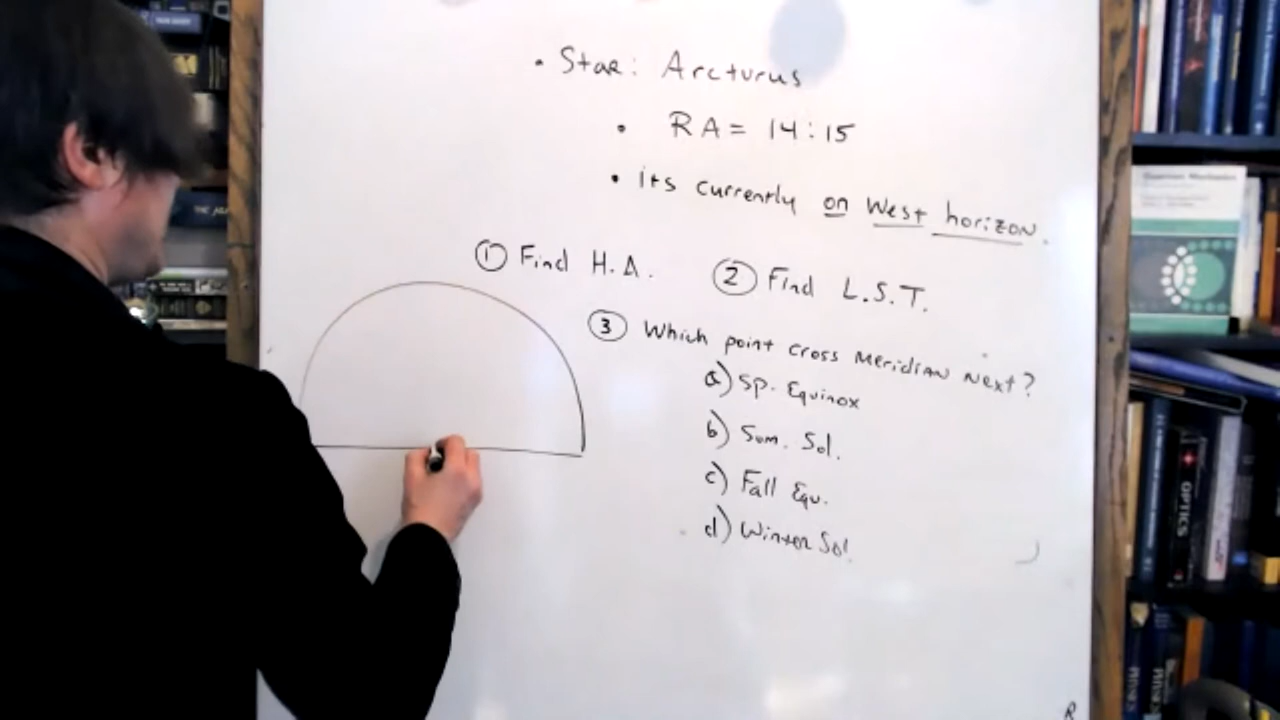 • Star: Arcturus
• RA = 14:15
• its currently on West horizon.
① Find H.A. ② Find L.S.T.
③ Which point cross Meridian Next?
a) Sp. Equinox
b) Sum. Sol.
c) Fall Equ.
d) Winter Sol.
OPTICS
R